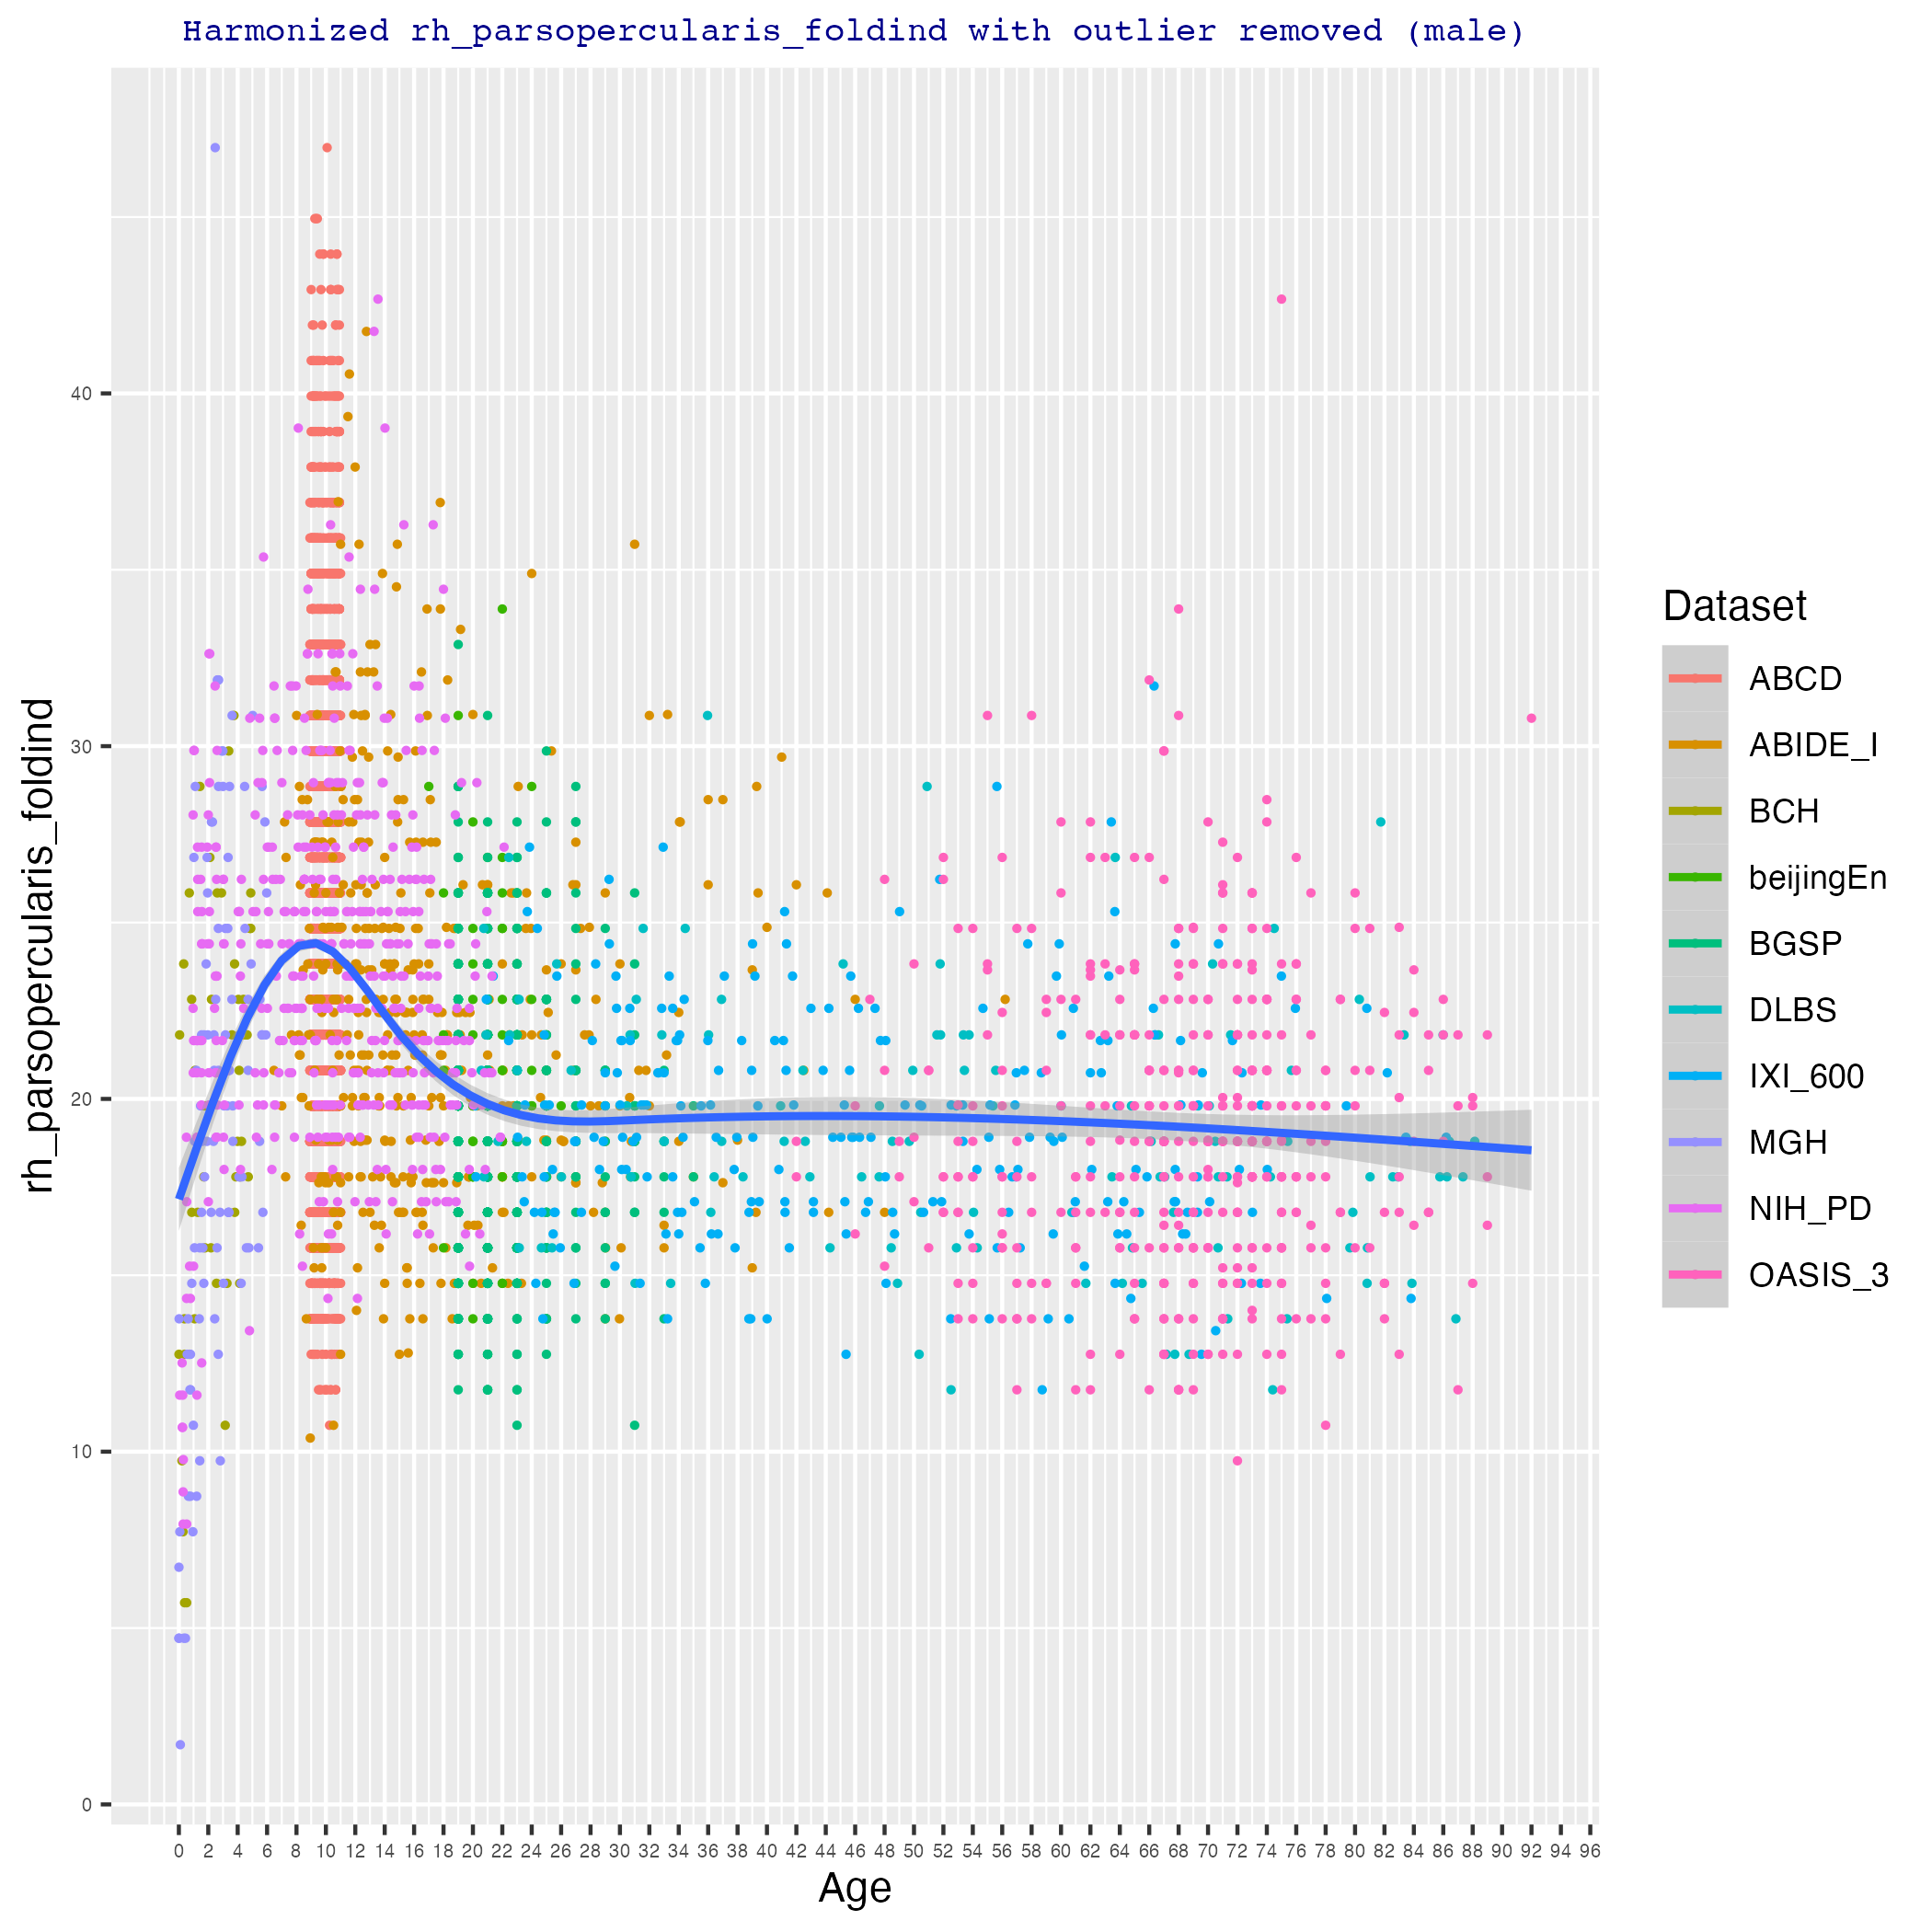 Harmonized rh_parsopercularis_foldind with outlier removed (male)
rh_parsopercularis_foldind
40
30
20
10
0
0 2 4 6 8 10 12 14 16 18 20 22 24 26 28 30 32 34 36 38 40 42 44 46 48 50 52 54 56 58 60 62 64 66 68 70 72 74 76 78 80 82 84 86 88 90 92 94 96
Age
Dataset
ABCD
ABIDE_I
BCH
beijingEn
BGSP
DLBS
IXI_600
MGH
NIH_PD
OASIS_3